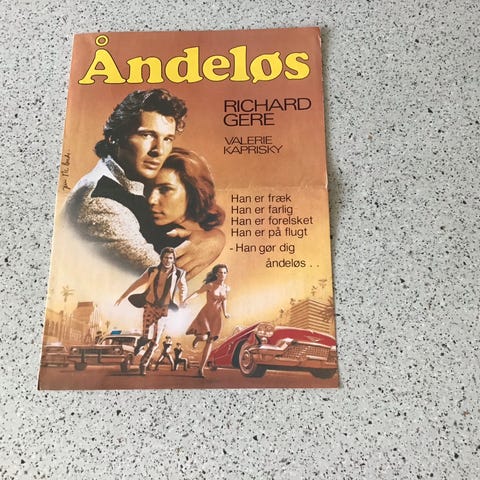 Åndeløs
RICHARD
GERE
VALERIE
KAPRISKY
Han er fræk
Han er farlig
Han er forelsket
Han er på flugt
- Han gør dig
åndeløs . .